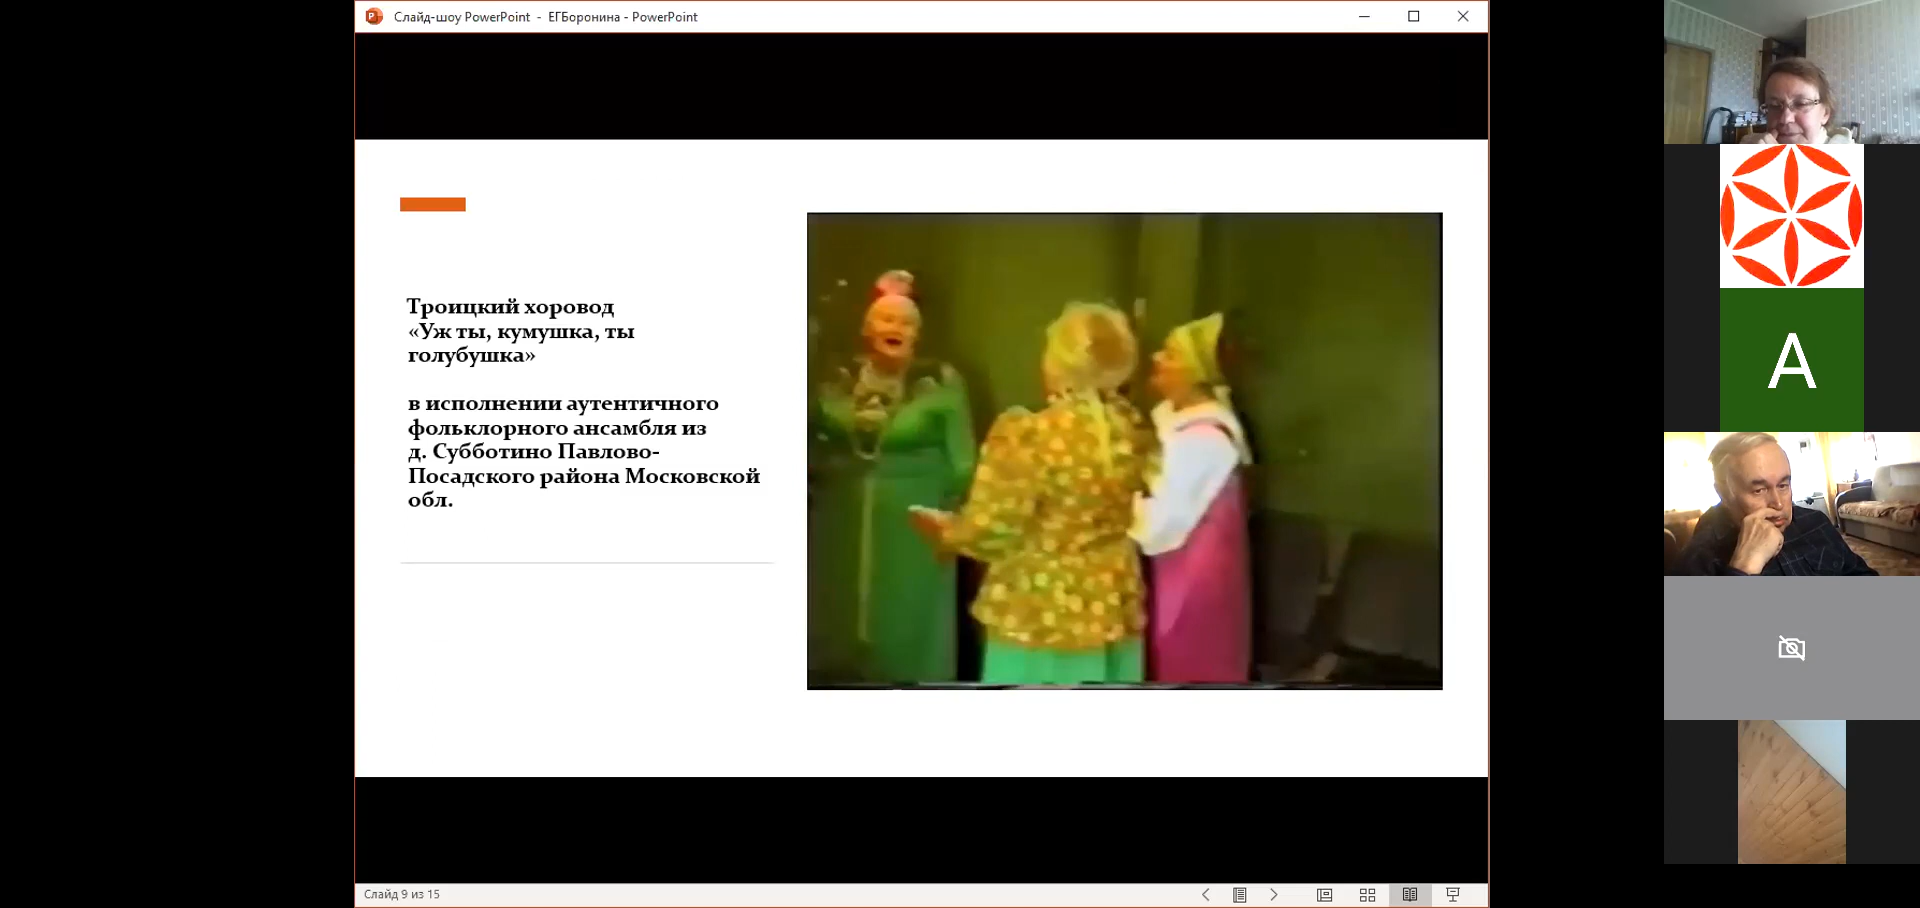 Слайд-шоу PowerPoint - ЕГБоронина - PowerPoint
Троицкий хоровод
«Уж ты, кумушка, ты
голубушка»
в исполнении аутентичного
фольклорного ансамбля из
д. Субботино Павлово-
Посадского района Московской
обл.
A
Слайд 9 из 15